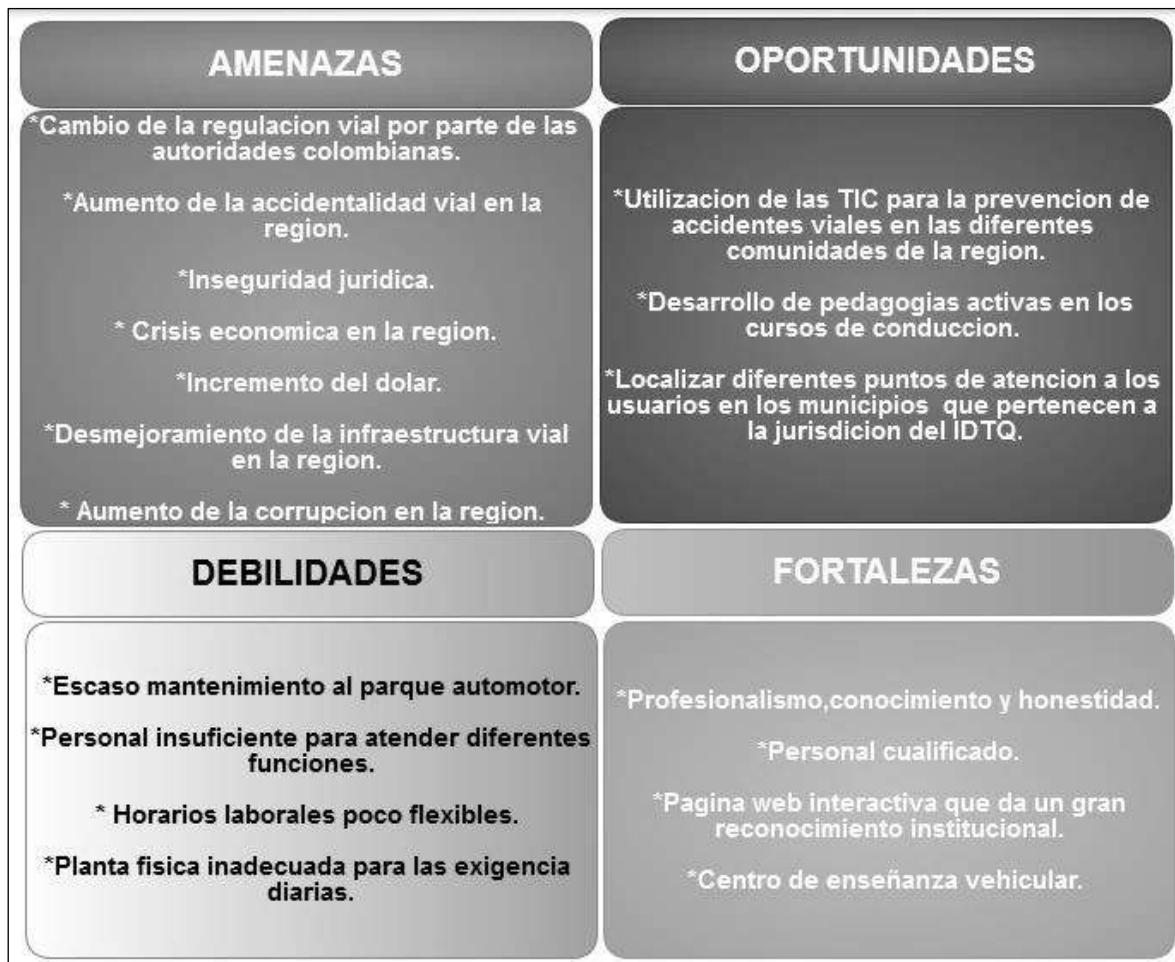 AMENAZAS
*Cambio de la regulacion vial por parte de las
autoridades colombianas.
*Aumento de la accidentalidad vial en la
region.
*Inseguridad juridica.
* Crisis economica en la region.
*Incremento del dolar.
*Desmejoramiento de la infraestructura vial
en la region.
* Aumento de la corrupcion en la region.
OPORTUNIDADES
*Utilizacion de las TIC para la prevencion de
accidentes viales en las diferentes
comunidades de la region.
*Desarrollo de pedagogias activas en los
cursos de conduccion.
*Localizar diferentes puntos de atencion a los
usuarios en los municipios  que pertenecen a
la jurisdicion del IDTQ.
DEBILIDADES
*Escaso mantenimiento al parque automotor.
*Personal insuficiente para atender diferentes
funciones.
* Horarios laborales poco flexibles.
*Planta fisica inadecuada para las exigencia
diarias.
FORTALEZAS
*Profesionalismo,conocimiento y honestidad.
*Personal cualificado.
*Pagina web interactiva que da un gran
reconocimiento institucional.
*Centro de enseñanza vehicular.